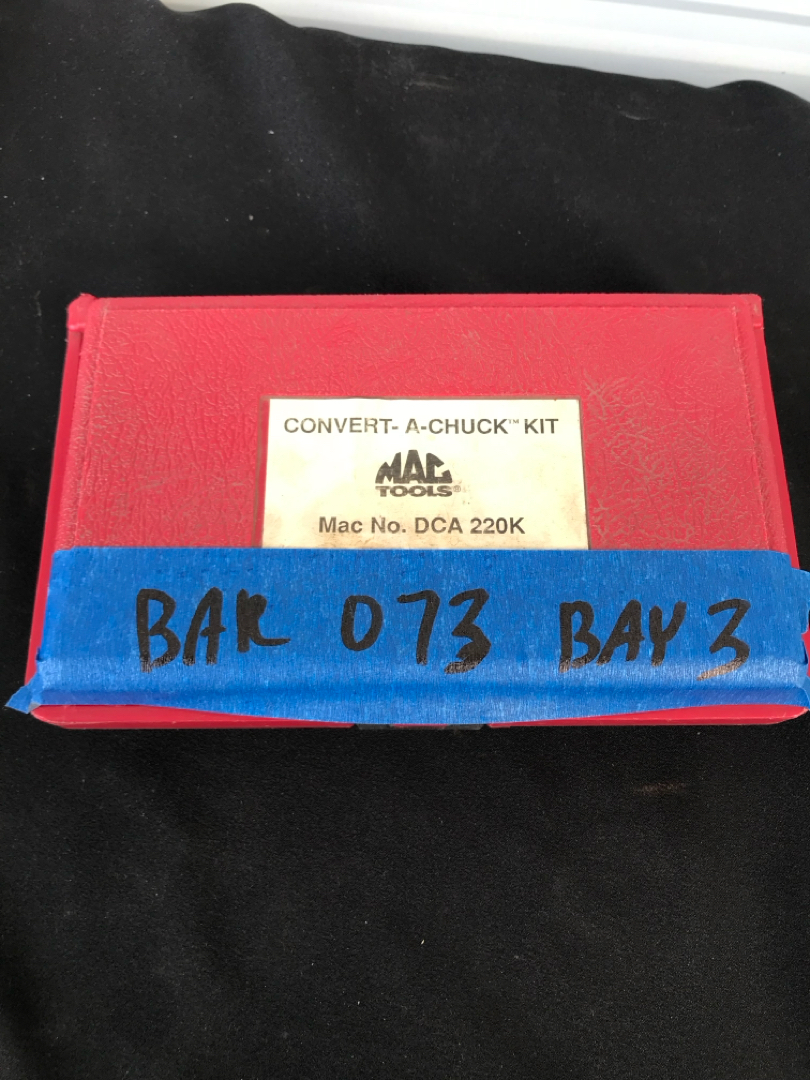 CONVERT- A-CHUCK™ KIT
MAC
TOOLS®
Mac No. DCA 220K
BAR 073 BAY 3